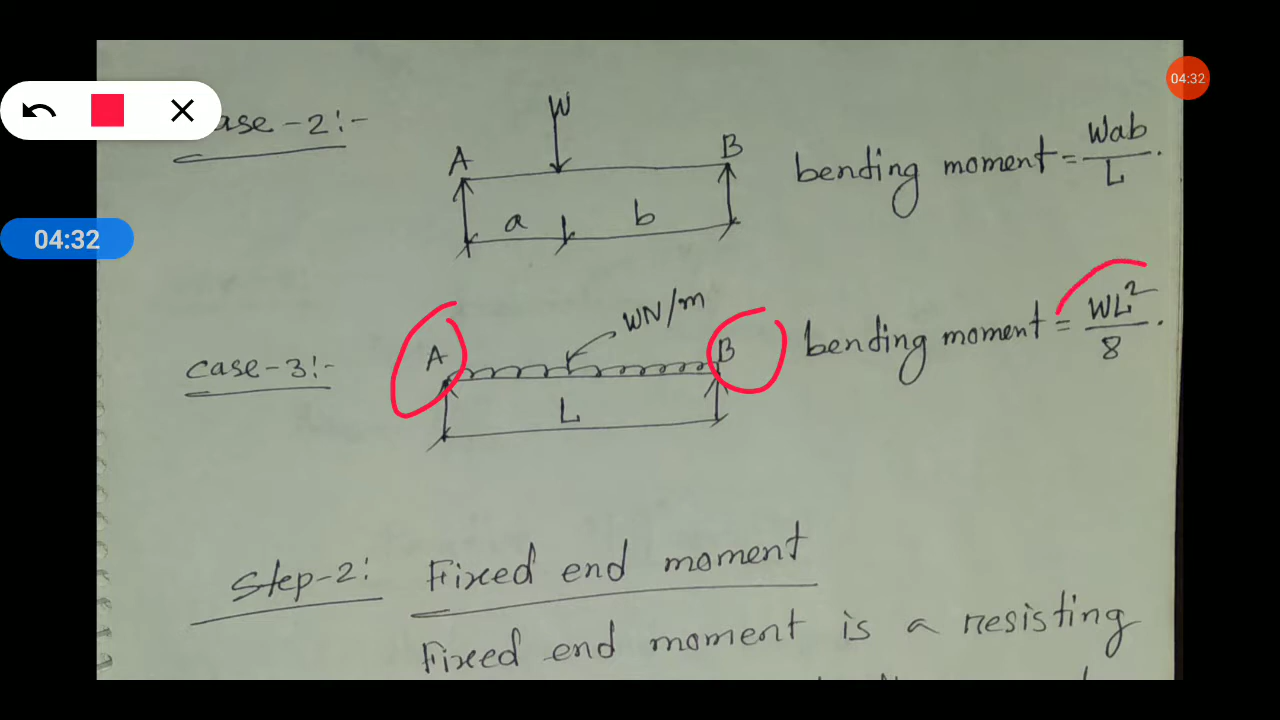 04:32
ase -2:-
W
A
B
a
b
bending moment = Wab/L.
04:32
case-3:-
WN/m
A
B
L
bending moment = WL²/8.
Step-2: Fixed end moment
Fixed end moment is a resisting